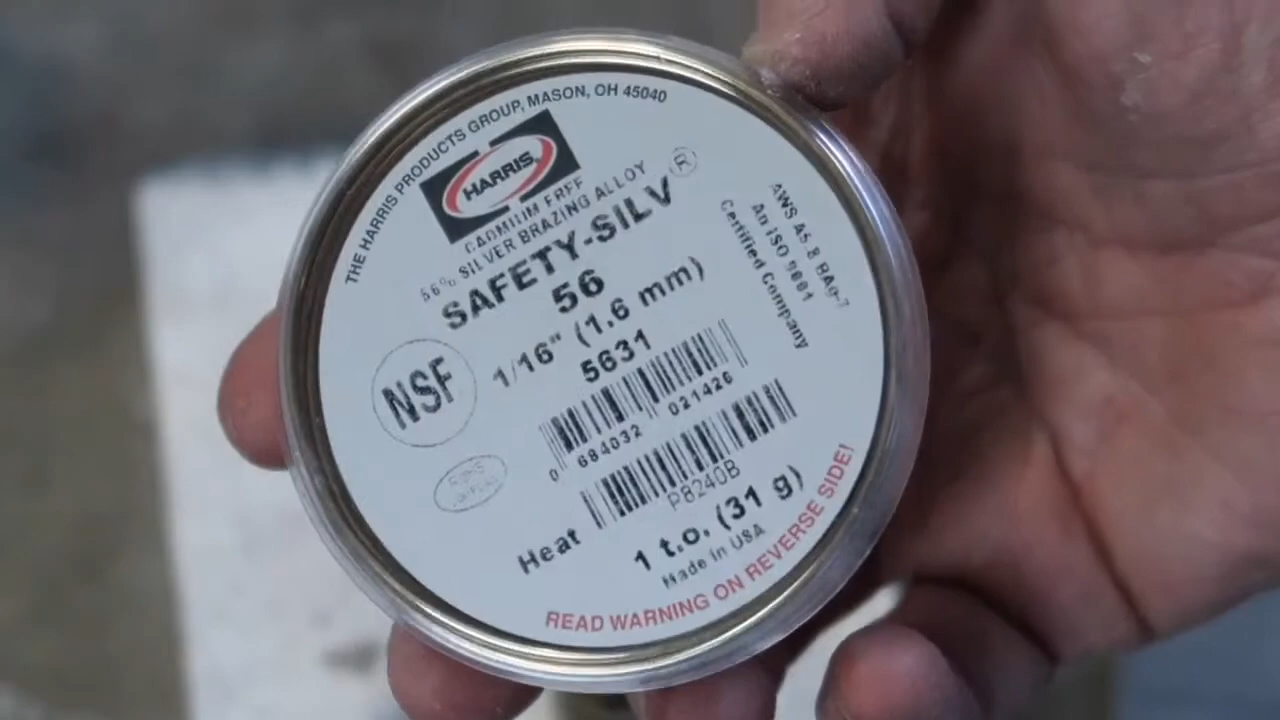 THE HARRIS PRODUCTS GROUP, MASON, OH 45040
HARRIS®
CADMIUM FREE
56% SILVER BRAZING ALLOY
SAFETY-SILV®
56
1/16" (1.6 mm)
5631
0 684032 021426
P8240B
Heat
1 t.o. (31 g)
Made in USA
READ WARNING ON REVERSE SIDE!
NSF
AWS A5.8 BAg-7
An ISO 9001
Certified Company